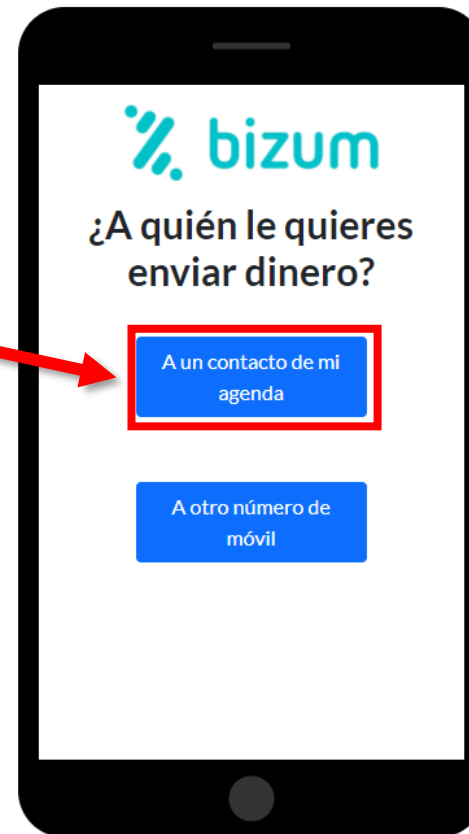 bizum
¿A quién le quieres
enviar dinero?
A un contacto de mi
agenda
A otro número de
móvil